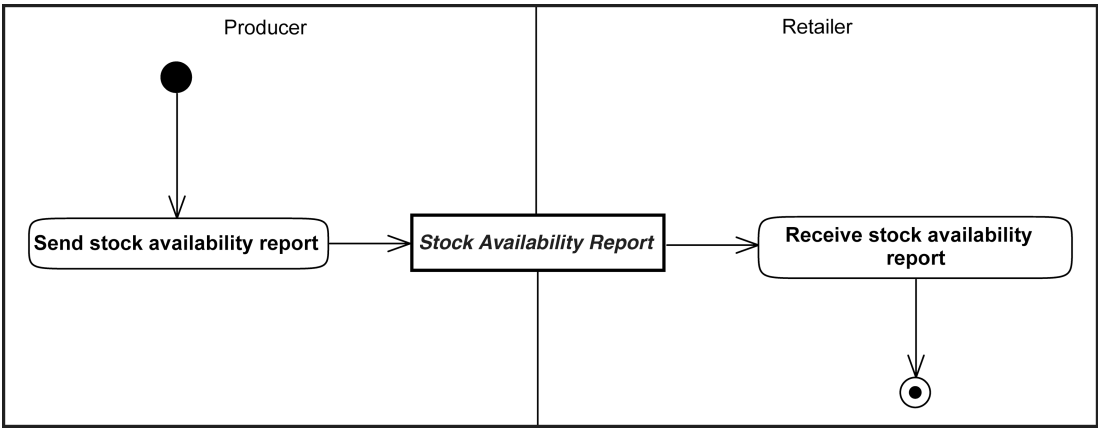 Producer
Retailer
Send stock availability report
Stock Availability Report
Receive stock availability
report